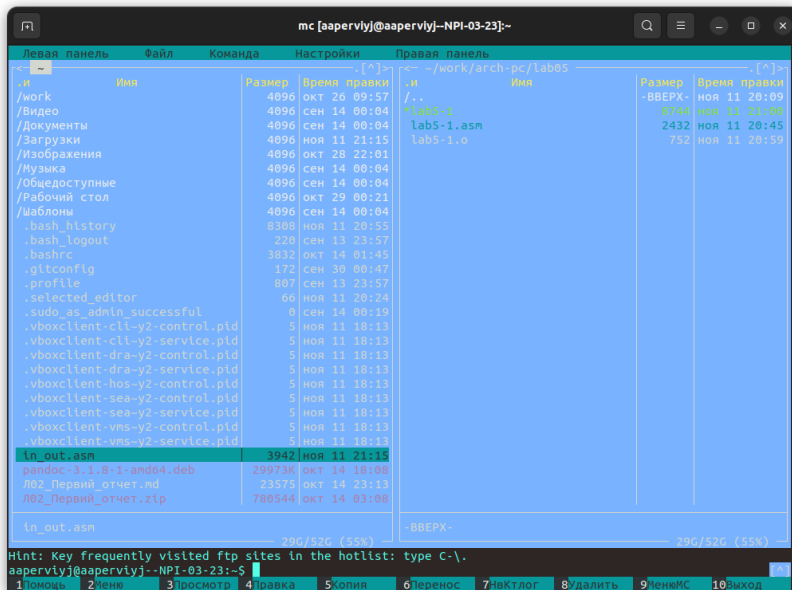 mc [aaperviyj@aaperviyj--NPI-03-23]:~
Левая панель Файл Команда Настройки Правая панель
<- ~ .[^]> <- ~/work/arch-pc/lab05 .[^]>
.и Имя Размер Время правки .и Имя Размер Время правки
/work 4096 окт 26 09:57 /.. -ВВЕРХ- ноя 11 20:09
/Видео 4096 сен 14 00:04 *lab5-1 8744 ноя 11 21:00
/Документы 4096 сен 14 00:04 lab5-1.asm 2432 ноя 11 20:45
/Загрузки 4096 ноя 11 21:15 lab5-1.o 752 ноя 11 20:59
/Изображения 4096 окт 28 22:01
/Музыка 4096 сен 14 00:04
/Общедоступные 4096 сен 14 00:04
/Рабочий стол 4096 окт 29 00:21
/Шаблоны 4096 сен 14 00:04
.bash_history 8308 ноя 11 20:55
.bash_logout 220 сен 13 23:57
.bashrc 3832 окт 14 01:45
.gitconfig 172 сен 30 00:47
.profile 807 сен 13 23:57
.selected_editor 66 ноя 11 20:24
.sudo_as_admin_successful 0 сен 14 00:19
.vboxclient-cli~y2-control.pid 5 ноя 11 18:13
.vboxclient-cli~y2-service.pid 5 ноя 11 18:13
.vboxclient-dra~y2-control.pid 5 ноя 11 18:13
.vboxclient-dra~y2-service.pid 5 ноя 11 18:13
.vboxclient-hos~y2-control.pid 5 ноя 11 18:13
.vboxclient-sea~y2-control.pid 5 ноя 11 18:13
.vboxclient-sea~y2-service.pid 5 ноя 11 18:13
.vboxclient-vms~y2-control.pid 5 ноя 11 18:13
.vboxclient-vms~y2-service.pid 5 ноя 11 18:13
in_out.asm 3942 ноя 11 21:15
pandoc-3.1.8-1-amd64.deb 29973K окт 14 18:08
Л02_Первий_отчет.md 23575 окт 14 23:13
Л02_Первий_отчет.zip 780544 окт 14 03:08
in_out.asm -ВВЕРХ-
29G/52G (55%) 29G/52G (55%)
Hint: Key frequently visited ftp sites in the hotlist: type C-\.
aaperviyj@aaperviyj--NPI-03-23:~$ [^]
1Помощь 2Меню 3Просмотр 4Правка 5Копия 6Перенос 7НвКтлог 8Удалить 9МенюМС 10Выход